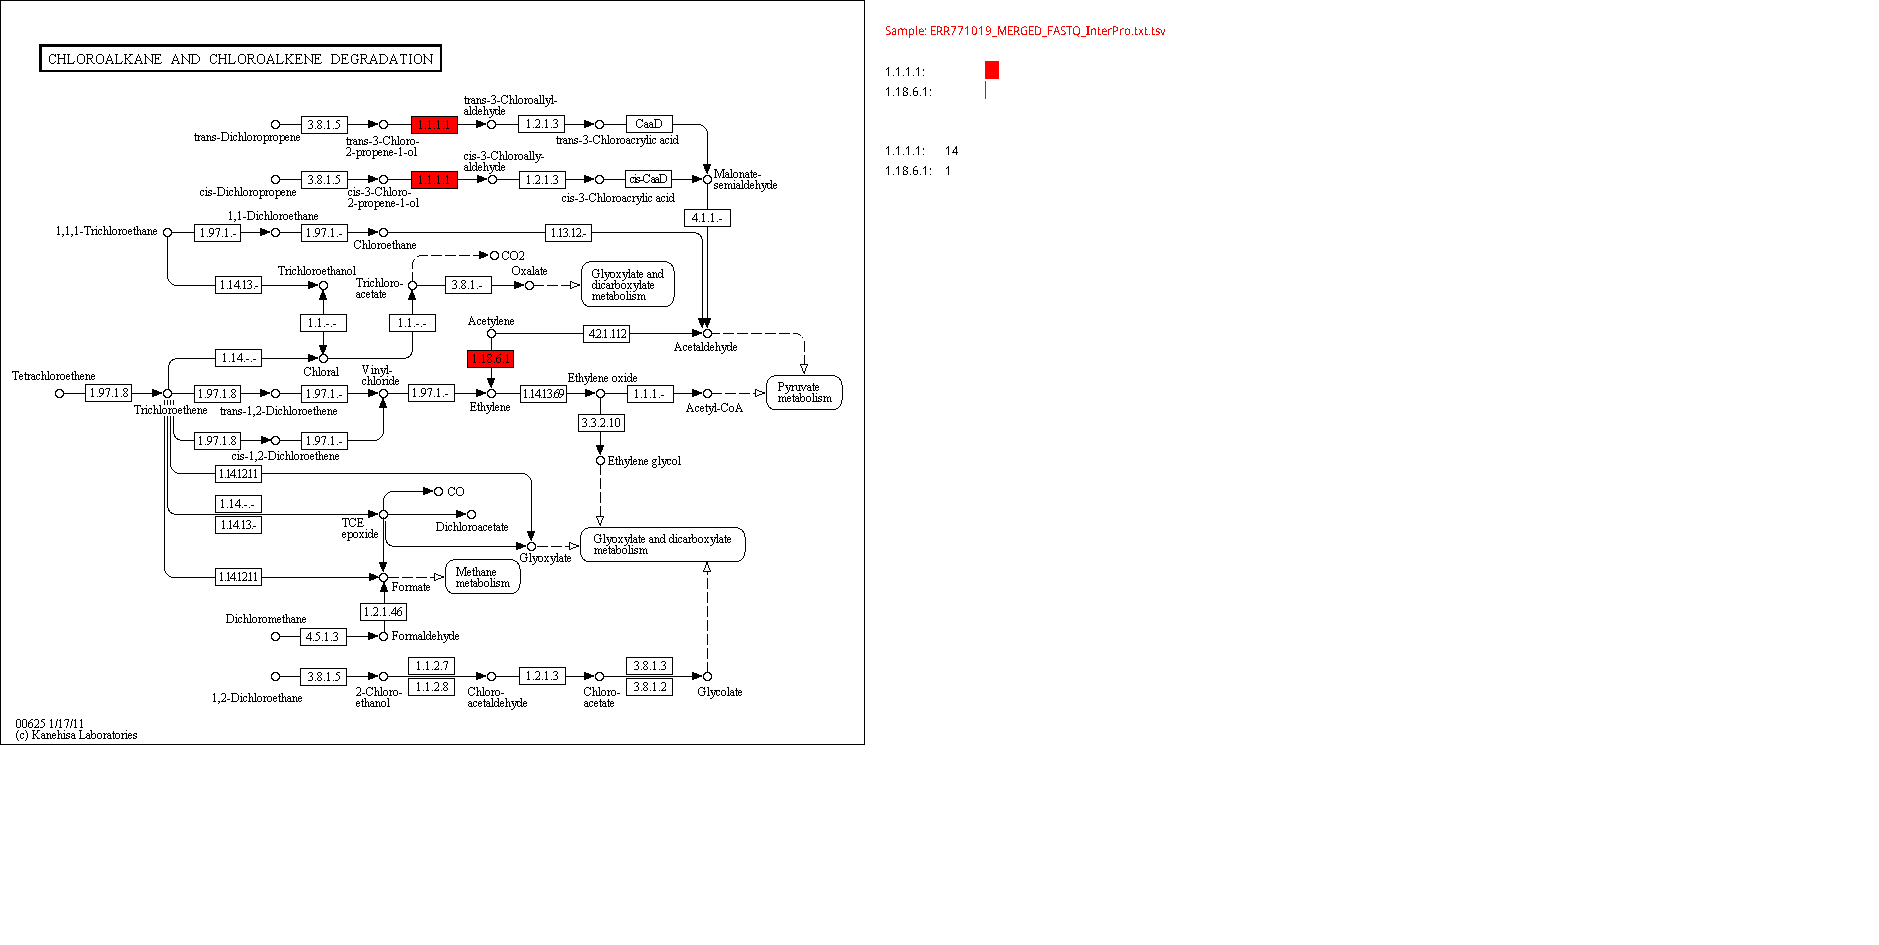 CHLOROALKANE AND CHLOROALKENE DEGRADATION
Sample: ERR771019_MERGED_FASTQ_InterPro.txt.tsv
1.1.1.1:
1.18.6.1:
1.1.1.1: 14
1.18.6.1: 1
trans-3-Chloroallyl-
aldehyde
3.8.1.5
1.1.1.1
1.2.1.3
CaaD
trans-Dichloropropene
trans-3-Chloro-
2-propene-1-ol
trans-3-Chloroacrylic acid
cis-3-Chloroally-
aldehyde
3.8.1.5
1.1.1.1
1.2.1.3
cis-CaaD
Malonate-
semialdehyde
cis-Dichloropropene
cis-3-Chloro-
2-propene-1-ol
cis-3-Chloroacrylic acid
4.1.1.-
1,1-Dichloroethane
1,1,1-Trichloroethane
1.97.1.-
1.97.1.-
1.13.12.-
Chloroethane
CO2
Trichloroethanol
Oxalate
1.14.13.-
Trichloro-
acetate
3.8.1.-
Glyoxylate and
dicarboxylate
metabolism
1.1.-.-
1.1.-.-
Acetylene
4.2.1.112
Acetaldehyde
1.14.-.-
Chloral
1.18.6.1
Vinyl-
chloride
Ethylene oxide
Tetrachloroethene
1.97.1.8
1.97.1.8
1.97.1.-
1.97.1.-
1.14.13.69
1.1.1.-
Pyruvate
metabolism
Trichloroethene
trans-1,2-Dichloroethene
Ethylene
Acetyl-CoA
3.3.2.10
1.97.1.8
1.97.1.-
cis-1,2-Dichloroethene
Ethylene glycol
1.14.12.11
CO
1.14.-.-
1.14.13.-
TCE
epoxide
Dichloroacetate
Glyoxylate and dicarboxylate
metabolism
Glyoxylate
1.14.12.11
Methane
metabolism
Formate
1.2.1.46
Dichloromethane
4.5.1.3
Formaldehyde
3.8.1.5
1.1.2.7
1.1.2.8
1.2.1.3
3.8.1.3
3.8.1.2
1,2-Dichloroethane
2-Chloro-
ethanol
Chloro-
acetaldehyde
Chloro-
acetate
Glycolate
00625 1/17/11
(c) Kanehisa Laboratories